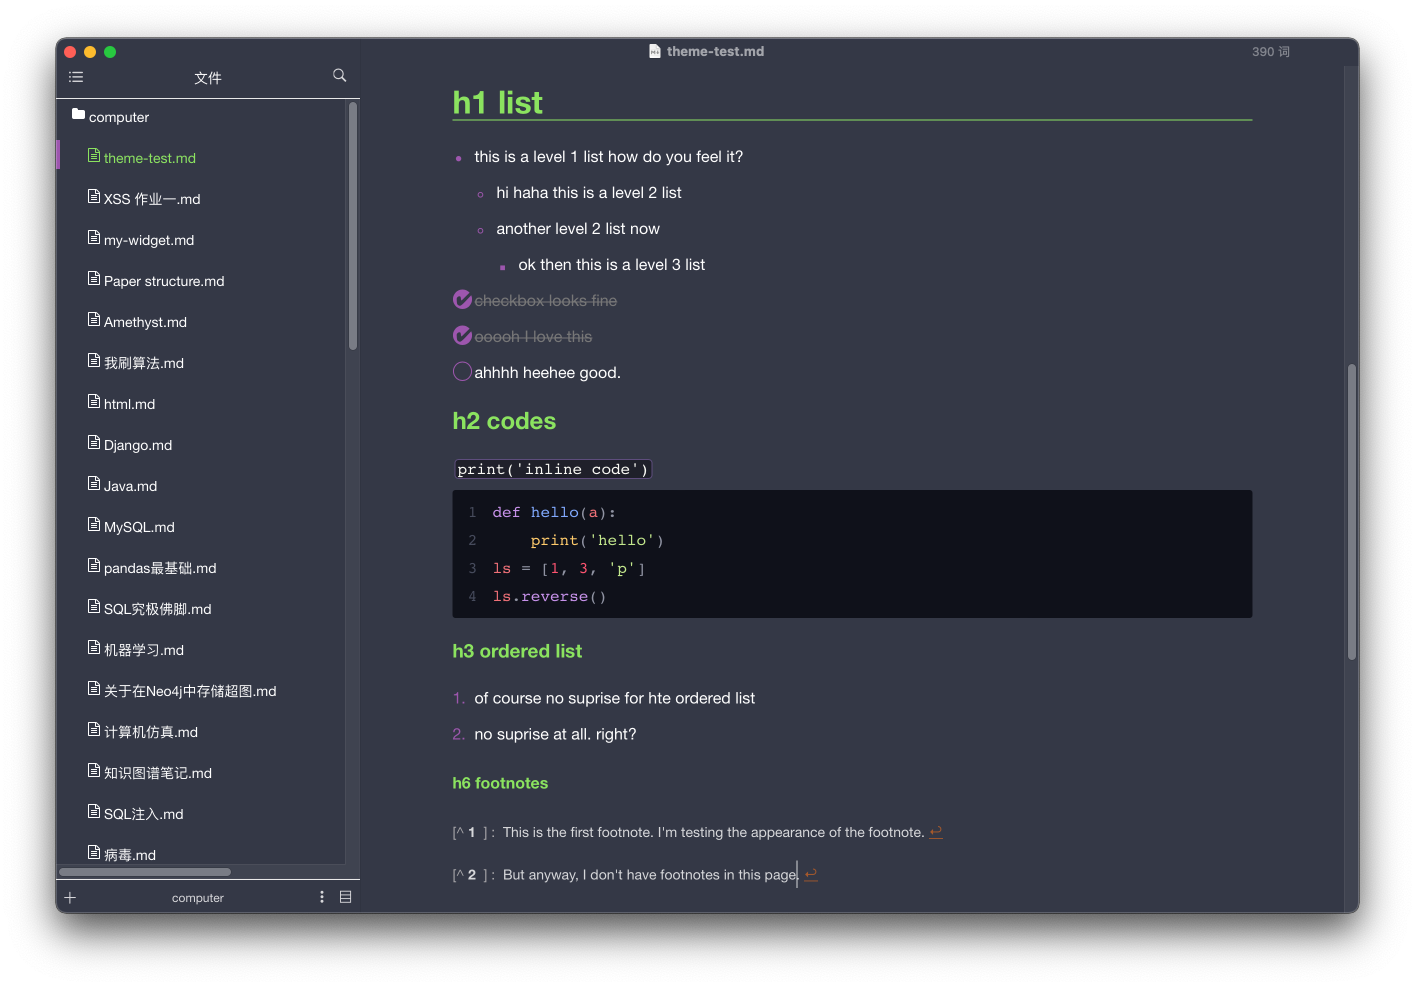 theme-test.md
390 词
文件
computer
theme-test.md
XSS 作业一.md
my-widget.md
Paper structure.md
Amethyst.md
我刷算法.md
html.md
Django.md
Java.md
MySQL.md
pandas最基础.md
SQL究极佛脚.md
机器学习.md
关于在Neo4j中存储超图.md
计算机仿真.md
知识图谱笔记.md
SQL注入.md
病毒.md
computer
h1 list
this is a level 1 list how do you feel it?
hi haha this is a level 2 list
another level 2 list now
ok then this is a level 3 list
checkbox looks fine
ooooh I love this
ahhhh heehee good.
h2 codes
print('inline code')
1 def hello(a):
2     print('hello')
3 ls = [1, 3, 'p']
4 ls.reverse()
h3 ordered list
1. of course no suprise for hte ordered list
2. no suprise at all. right?
h6 footnotes
[^ 1 ] : This is the first footnote. I'm testing the appearance of the footnote. ↩
[^ 2 ] : But anyway, I don't have footnotes in this page. ↩